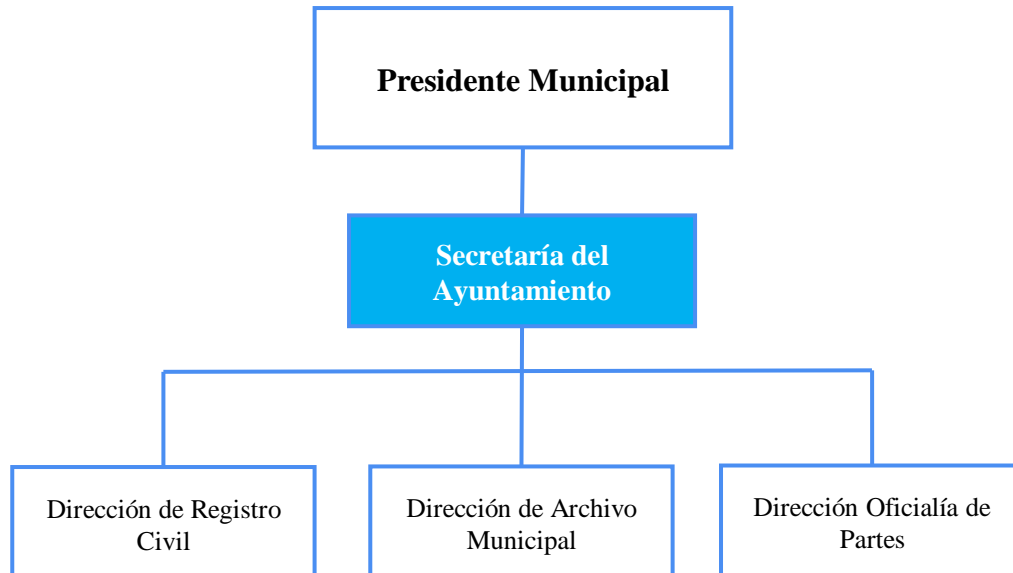 Presidente Municipal
Secretaría del
Ayuntamiento
Dirección de Registro
Civil
Dirección de Archivo
Municipal
Dirección Oficialía de
Partes